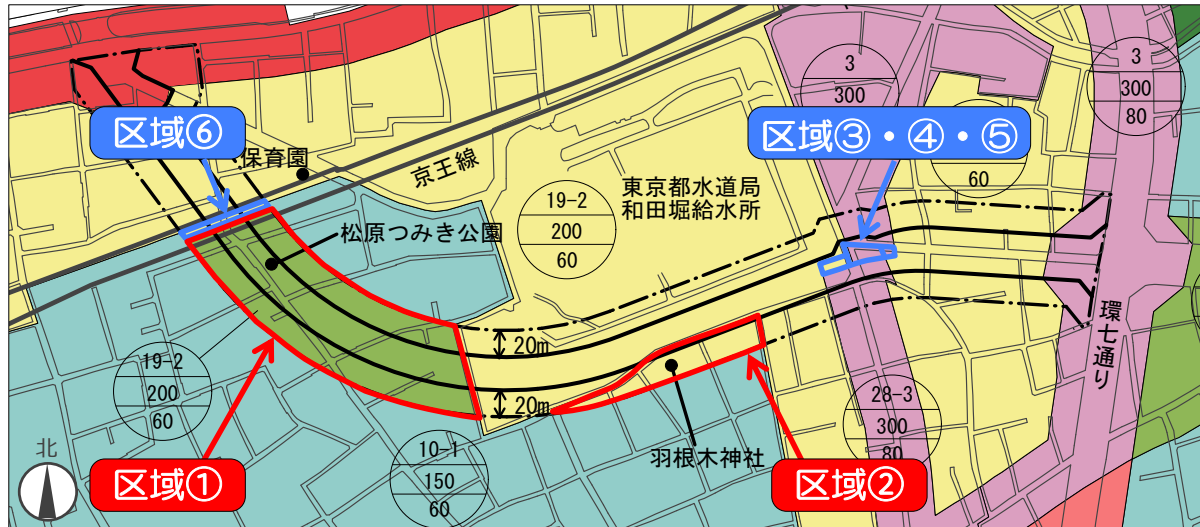 3
300
3
300
80
区域⑥
保育園
京王線
区域③・④・⑤
60
東京都水道局
和田堀給水所
19-2
200
60
松原つみき公園
20m
環七通り
19-2
200
60
20m
28-3
300
80
10-1
150
60
羽根木神社
北
区域①
区域②